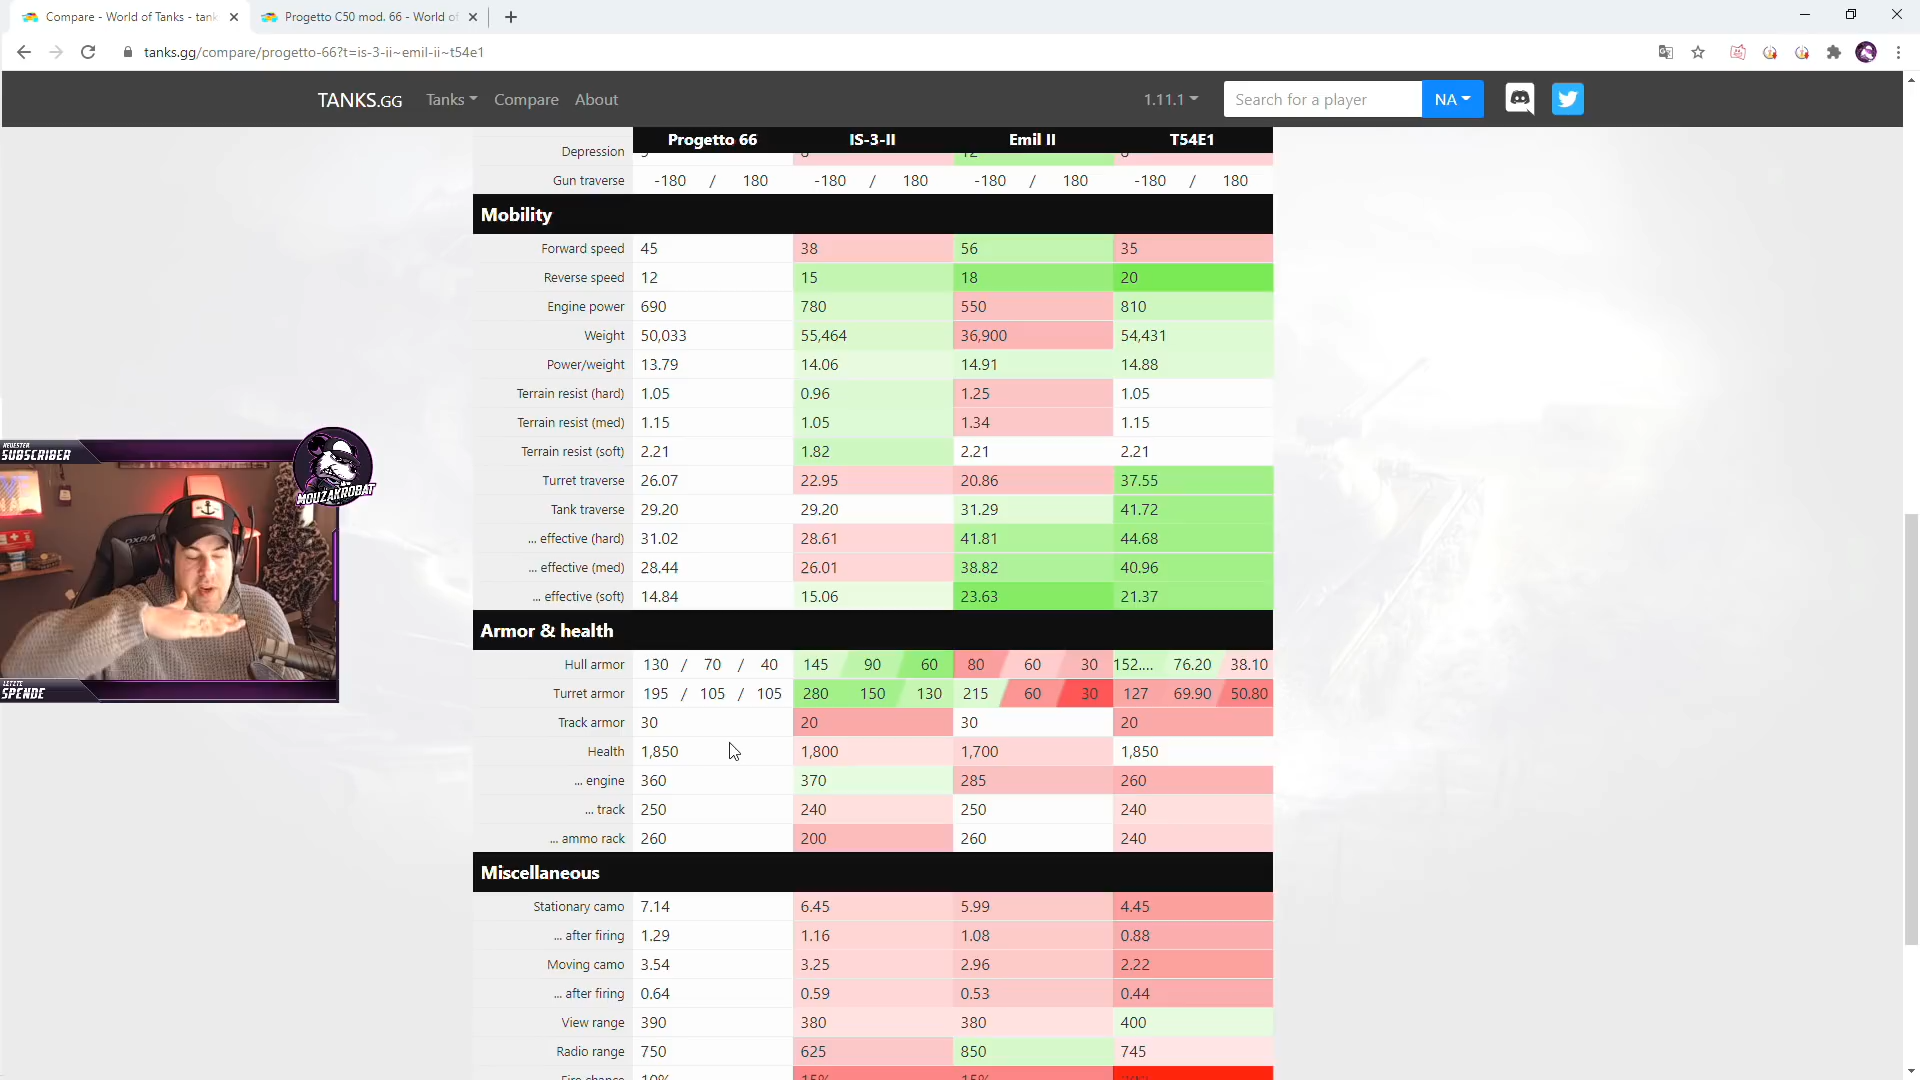 Compare - World of Tanks - tank
Progetto C50 mod. 66 - World of
tanks.gg/compare/progetto-66?t=is-3-ii~emil-ii~t54e1
TANKS.GG Tanks Compare About 1.11.1 Search for a player NA
Progetto 66 IS-3-II Emil II T54E1
Depression
Gun traverse -180 / 180 -180 / 180 -180 / 180 -180 / 180
Mobility
Forward speed 45 38 56 35
Reverse speed 12 15 18 20
Engine power 690 780 550 810
Weight 50,033 55,464 36,900 54,431
Power/weight 13.79 14.06 14.91 14.88
Terrain resist (hard) 1.05 0.96 1.25 1.05
Terrain resist (med) 1.15 1.05 1.34 1.15
Terrain resist (soft) 2.21 1.82 2.21 2.21
Turret traverse 26.07 22.95 20.86 37.55
Tank traverse 29.20 29.20 31.29 41.72
... effective (hard) 31.02 28.61 41.81 44.68
... effective (med) 28.44 26.01 38.82 40.96
... effective (soft) 14.84 15.06 23.63 21.37
Armor & health
Hull armor 130 / 70 / 40 145 90 60 80 60 30 152.... 76.20 38.10
Turret armor 195 / 105 / 105 280 150 130 215 60 30 127 69.90 50.80
Track armor 30 20 30 20
Health 1,850 1,800 1,700 1,850
... engine 360 370 285 260
... track 250 240 250 240
... ammo rack 260 200 260 240
Miscellaneous
Stationary camo 7.14 6.45 5.99 4.45
... after firing 1.29 1.16 1.08 0.88
Moving camo 3.54 3.25 2.96 2.22
... after firing 0.64 0.59 0.53 0.44
View range 390 380 380 400
Radio range 750 625 850 745
Fire chance 10% 15% 15%
NEUESTER
SUBSCRIBER
MOUZAKROBAT
DXRACER
LETZTE
SPENDE